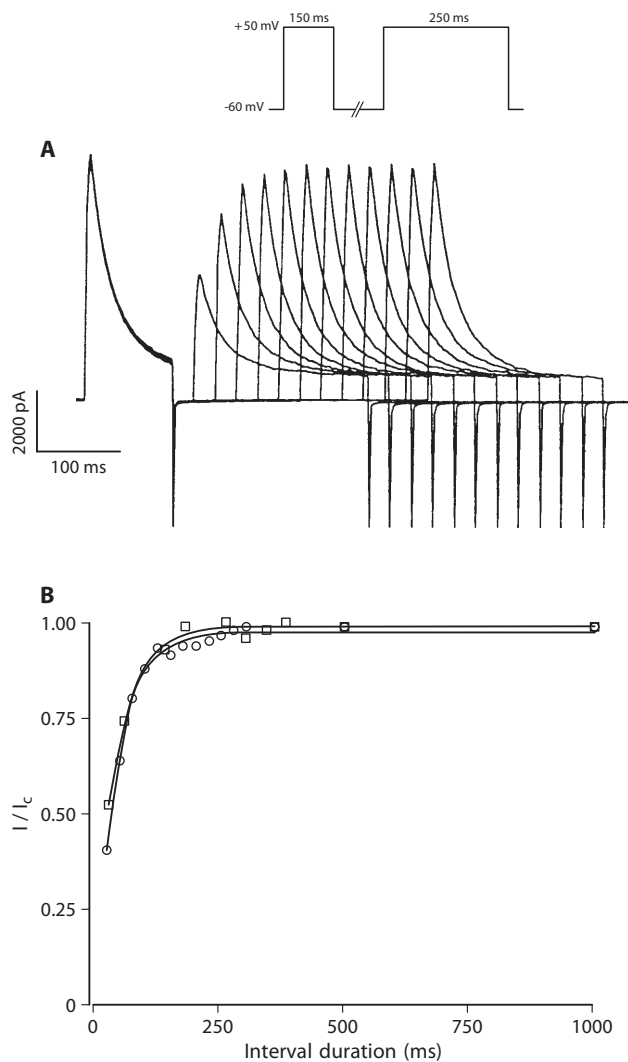 150 ms 250 ms
+50 mV
-60 mV
A
2000 pA
100 ms
B
1.00
0.75
I / Ic
0.50
0.25
0
0 250 500 750 1000
Interval duration (ms)